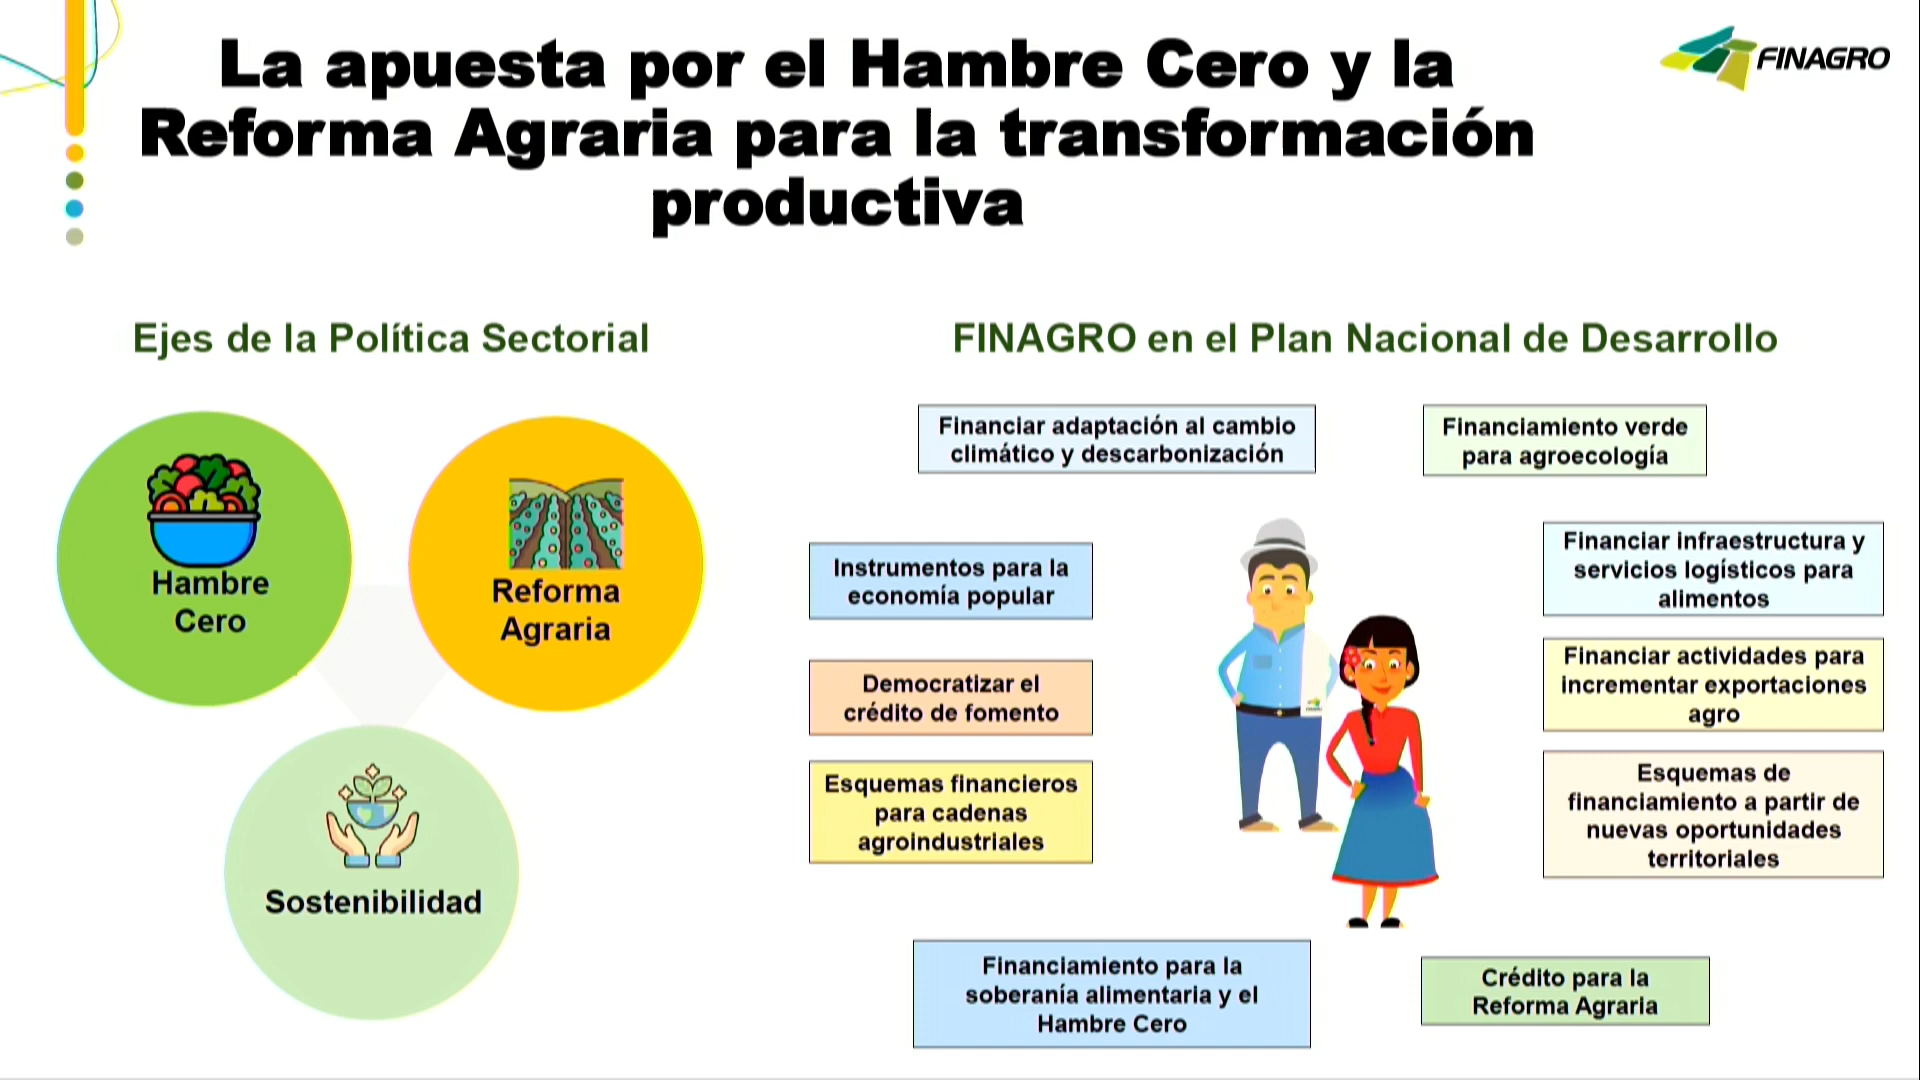 La apuesta por el Hambre Cero y la
Reforma Agraria para la transformación
productiva
FINAGRO
Ejes de la Política Sectorial
Hambre
Cero
Reforma
Agraria
Sostenibilidad
FINAGRO en el Plan Nacional de Desarrollo
Financiar adaptación al cambio
climático y descarbonización
Financiamiento verde
para agroecología
Instrumentos para la
economía popular
Democratizar el
crédito de fomento
Esquemas financieros
para cadenas
agroindustriales
Financiar infraestructura y
servicios logísticos para
alimentos
Financiar actividades para
incrementar exportaciones
agro
Esquemas de
financiamiento a partir de
nuevas oportunidades
territoriales
Financiamiento para la
soberanía alimentaria y el
Hambre Cero
Crédito para la
Reforma Agraria